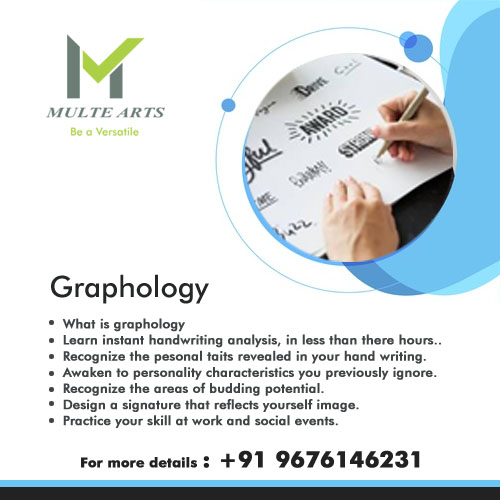 MULTE ARTS
Be a Versatile
DRIVE Cool
AWARD
Buzz
Graphology
What is graphology
Learn instant handwriting analysis, in less than there hours..
Recognize the pesonal taits revealed in your hand writing.
Awaken to personality characteristics you previously ignore.
Recognize the areas of budding potential.
Design a signature that reflects yourself image.
Practice your skill at work and social events.
For more details : +91 9676146231